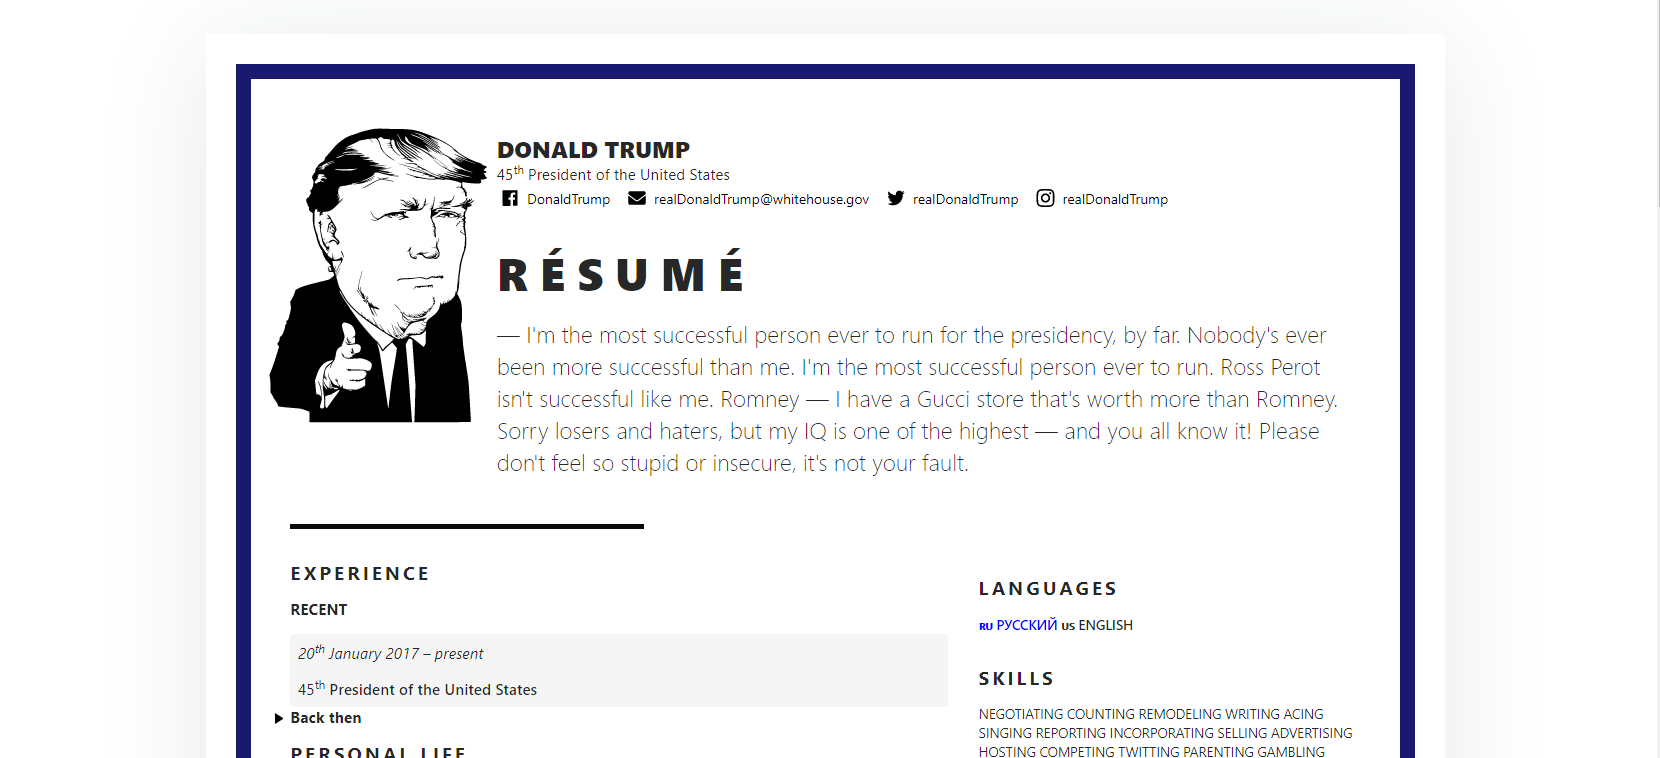 DONALD TRUMP
45th President of the United States
DonaldTrump realDonaldTrump@whitehouse.gov realDonaldTrump realDonaldTrump
RÉSUMÉ
— I'm the most successful person ever to run for the presidency, by far. Nobody's ever
been more successful than me. I'm the most successful person ever to run. Ross Perot
isn't successful like me. Romney — I have a Gucci store that's worth more than Romney.
Sorry losers and haters, but my IQ is one of the highest — and you all know it! Please
don't feel so stupid or insecure, it's not your fault.
EXPERIENCE
RECENT
20th January 2017 – present
45th President of the United States
Back then
PERSONAL LIFE
LANGUAGES
RU РУССКИЙ US ENGLISH
SKILLS
NEGOTIATING COUNTING REMODELING WRITING ACING
SINGING REPORTING INCORPORATING SELLING ADVERTISING
HOSTING COMPETING TWITTING PARENTING GAMBLING